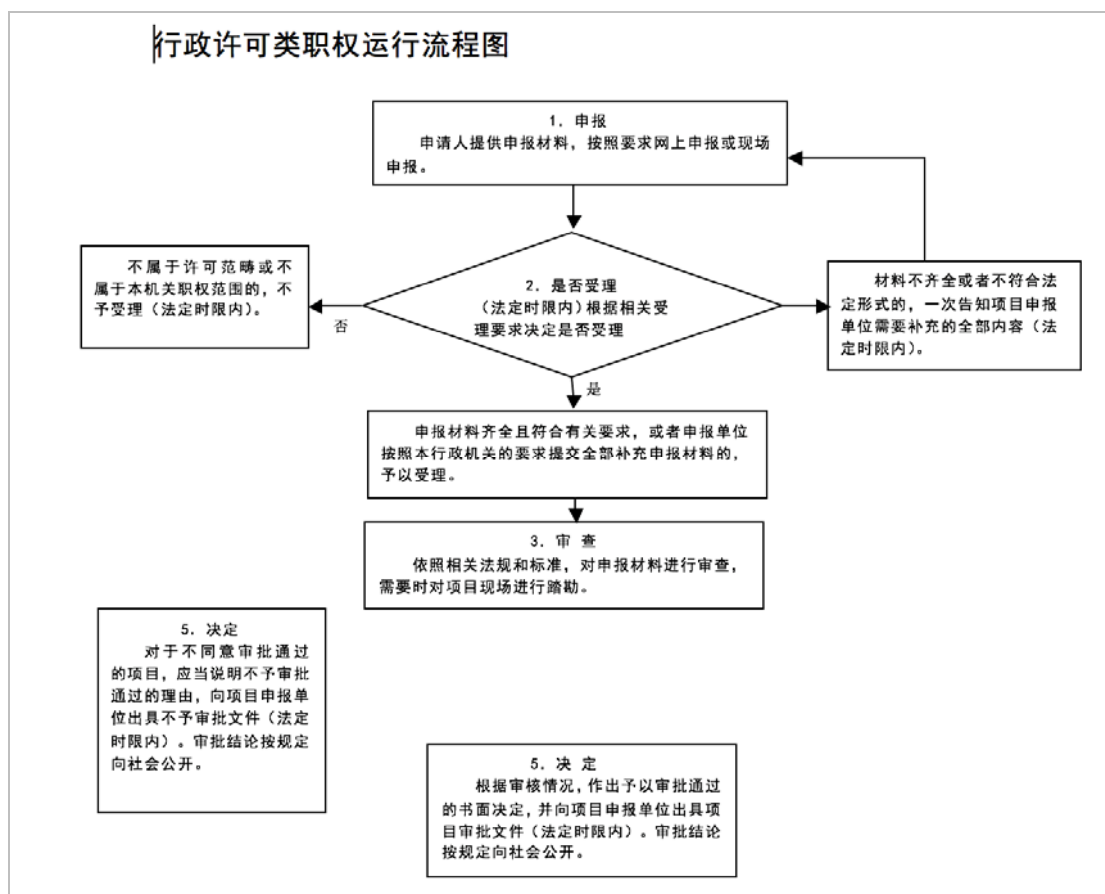 行政许可类职权运行流程图
1. 申报
申请人提供申报材料，按照要求网上申报或现场
申报。
不属于许可范畴或不
属于本机关职权范围的，不
予受理（法定时限内）。
否
2. 是否受理
（法定时限内）根据相关受
理要求决定是否受理
材料不齐全或者不符合法
定形式的，一次告知项目申报
单位需要补充的全部内容（法
定时限内）。
是
申报材料齐全且符合有关要求，或者申报单位
按照本行政机关的要求提交全部补充申报材料的，
予以受理。
3. 审 查
依照相关法规和标准，对申报材料进行审查，
需要时对项目现场进行踏勘。
5. 决定
对于不同意审批通过
的项目，应当说明不予审批
通过的理由，向项目申报单
位出具不予审批文件（法定
时限内）。审批结论按规定
向社会公开。
5. 决 定
根据审核情况，作出予以审批通过
的书面决定，并向项目申报单位出具项
目审批文件（法定时限内）。审批结论
按规定向社会公开。